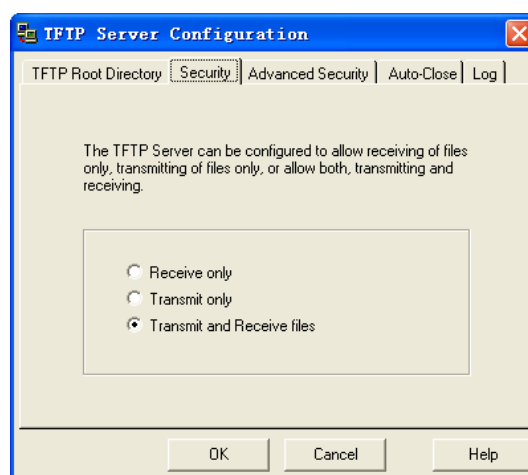 TFTP Server Configuration
TFTP Root Directory Security Advanced Security Auto-Close Log
The TFTP Server can be configured to allow receiving of files
only, transmitting of files only, or allow both, transmitting and
receiving.
Receive only
Transmit only
Transmit and Receive files
OK Cancel Help